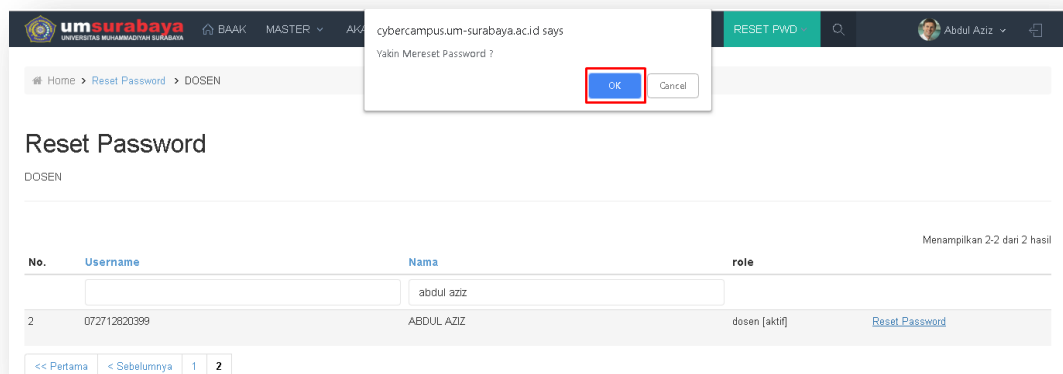 umsurabaya
UNIVERSITAS MUHAMMADIYAH SURABAYA
BAAK MASTER AKA RESET PWD Abdul Aziz
cybercampus.um-surabaya.ac.id says
Yakin Mereset Password ?
OK Cancel
Home > Reset Password > DOSEN
Reset Password
DOSEN
Menampilkan 2-2 dari 2 hasil
No. Username Nama role
abdul aziz
2 072712820399 ABDUL AZIZ dosen [aktif] Reset Password
<< Pertama < Sebelumnya 1 2